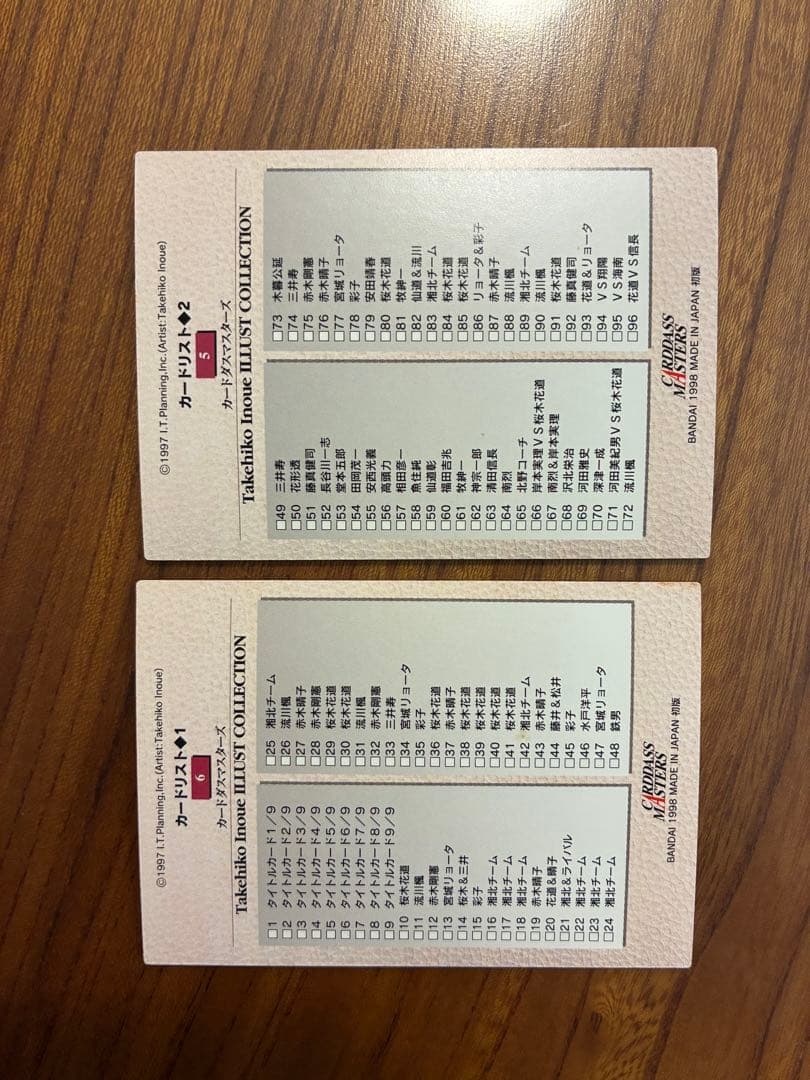 ©1997 I.T.Planning,Inc.(Artist:Takehiko Inoue)
カードリスト◆1
6
カードダスマスターズ
Takehiko Inoue ILLUST COLLECTION
□1 タイトルカード1／9
□2 タイトルカード2／9
□3 タイトルカード3／9
□4 タイトルカード4／9
□5 タイトルカード5／9
□6 タイトルカード6／9
□7 タイトルカード7／9
□8 タイトルカード8／9
□9 タイトルカード9／9
□10 桜木花道
□11 流川楓
□12 赤木剛憲
□13 宮城リョータ
□14 桜木＆三井
□15 彩子
□16 湘北チーム
□17 湘北チーム
□18 湘北チーム
□19 赤木晴子
□20 花道＆晴子
□21 湘北＆ライバル
□22 湘北チーム
□23 湘北チーム
□24 湘北チーム
□25 湘北チーム
□26 流川楓
□27 赤木晴子
□28 赤木剛憲
□29 桜木花道
□30 桜木花道
□31 流川楓
□32 赤木剛憲
□33 三井寿
□34 宮城リョータ
□35 彩子
□36 桜木花道
□37 赤木晴子
□38 桜木花道
□39 桜木花道
□40 桜木花道
□41 桜木花道
□42 湘北チーム
□43 赤木晴子
□44 藤井＆松井
□45 彩子
□46 水戸洋平
□47 宮城リョータ
□48 鉄男
CARDDASS
MASTERS
BANDAI 1998 MADE IN JAPAN 初版
©1997 I.T.Planning,Inc.(Artist:Takehiko Inoue)
カードリスト◆2
5
カードダスマスターズ
Takehiko Inoue ILLUST COLLECTION
□49 三井寿
□50 花形透
□51 藤真健司
□52 長谷川一志
□53 堂本五郎
□54 田岡茂一
□55 安西光義
□56 高頭力
□57 相田彦一
□58 魚住純
□59 仙道彰
□60 福田吉兆
□61 牧紳一
□62 神宗一郎
□63 清田信長
□64 南烈
□65 北野コーチ
□66 岸本実理ＶＳ桜木花道
□67 南烈＆岸本実理
□68 沢北栄治
□69 河田雅史
□70 深津一成
□71 河田美紀男ＶＳ桜木花道
□72 流川楓
□73 木暮公延
□74 三井寿
□75 赤木剛憲
□76 赤木晴子
□77 宮城リョータ
□78 彩子
□79 安田靖春
□80 桜木花道
□81 牧紳一
□82 仙道＆流川
□83 湘北チーム
□84 桜木花道
□85 桜木花道
□86 リョータ＆彩子
□87 赤木晴子
□88 流川楓
□89 湘北チーム
□90 流川楓
□91 桜木花道
□92 藤真健司
□93 花道＆リョータ
□94 ＶＳ翔陽
□95 ＶＳ海南
□96 花道ＶＳ信長
CARDDASS
MASTERS
BANDAI 1998 MADE IN JAPAN 初版